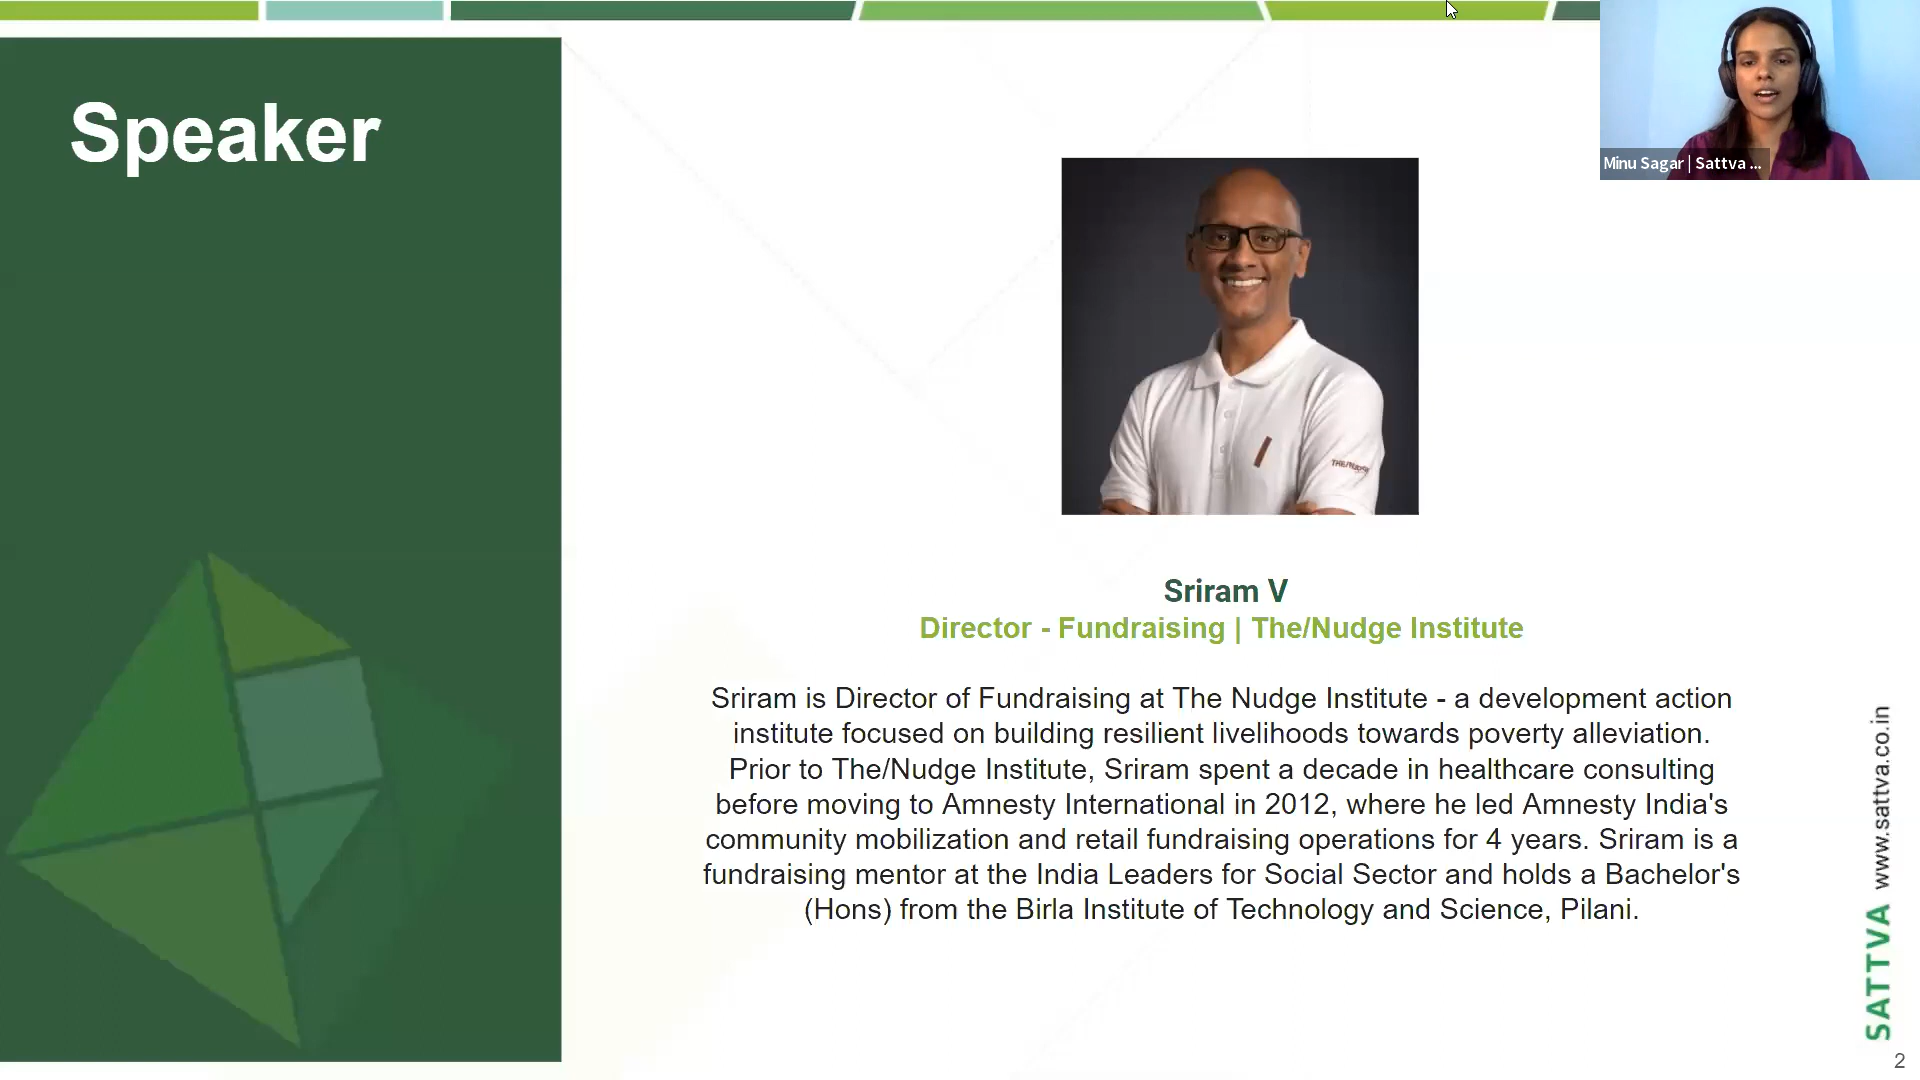 Speaker
Minu Sagar | Sattva ...
THE/NUDGE
Sriram V
Director - Fundraising | The/Nudge Institute
Sriram is Director of Fundraising at The Nudge Institute - a development action
institute focused on building resilient livelihoods towards poverty alleviation.
Prior to The/Nudge Institute, Sriram spent a decade in healthcare consulting
before moving to Amnesty International in 2012, where he led Amnesty India's
community mobilization and retail fundraising operations for 4 years. Sriram is a
fundraising mentor at the India Leaders for Social Sector and holds a Bachelor's
(Hons) from the Birla Institute of Technology and Science, Pilani.
SATTVA www.sattva.co.in
2